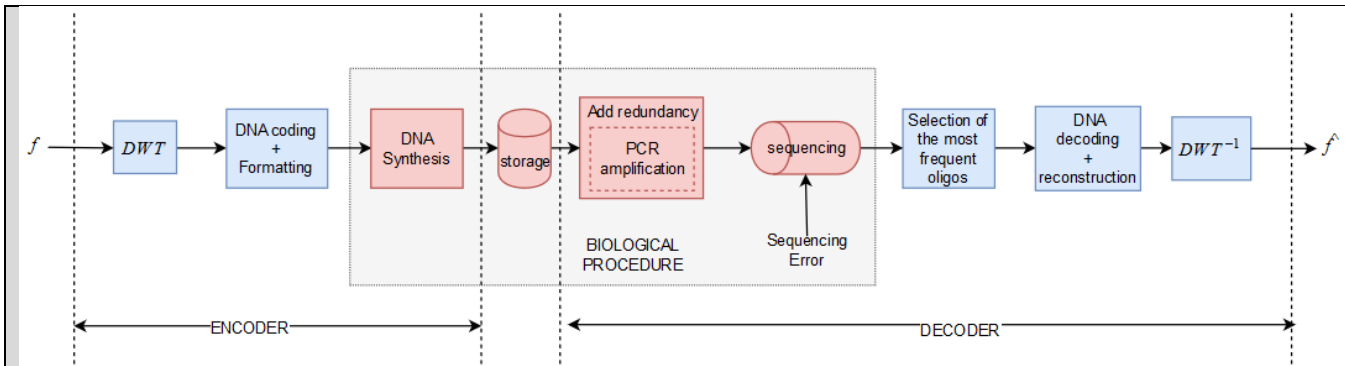 f
DWT
DNA coding
+
Formatting
DNA
Synthesis
storage
Add redundancy
PCR
amplification
sequencing
Sequencing
Error
BIOLOGICAL
PROCEDURE
Selection of
the most
frequent
oligos
DNA
decoding
+
reconstruction
DWT⁻¹
f̂
ENCODER
DECODER